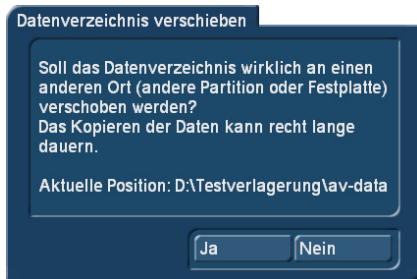 Datenverzeichnis verschieben
Soll das Datenverzeichnis wirklich an einen
anderen Ort (andere Partition oder Festplatte)
verschoben werden?
Das Kopieren der Daten kann recht lange
dauern.
Aktuelle Position: D:\Testverlagerung\av-data
Ja
Nein